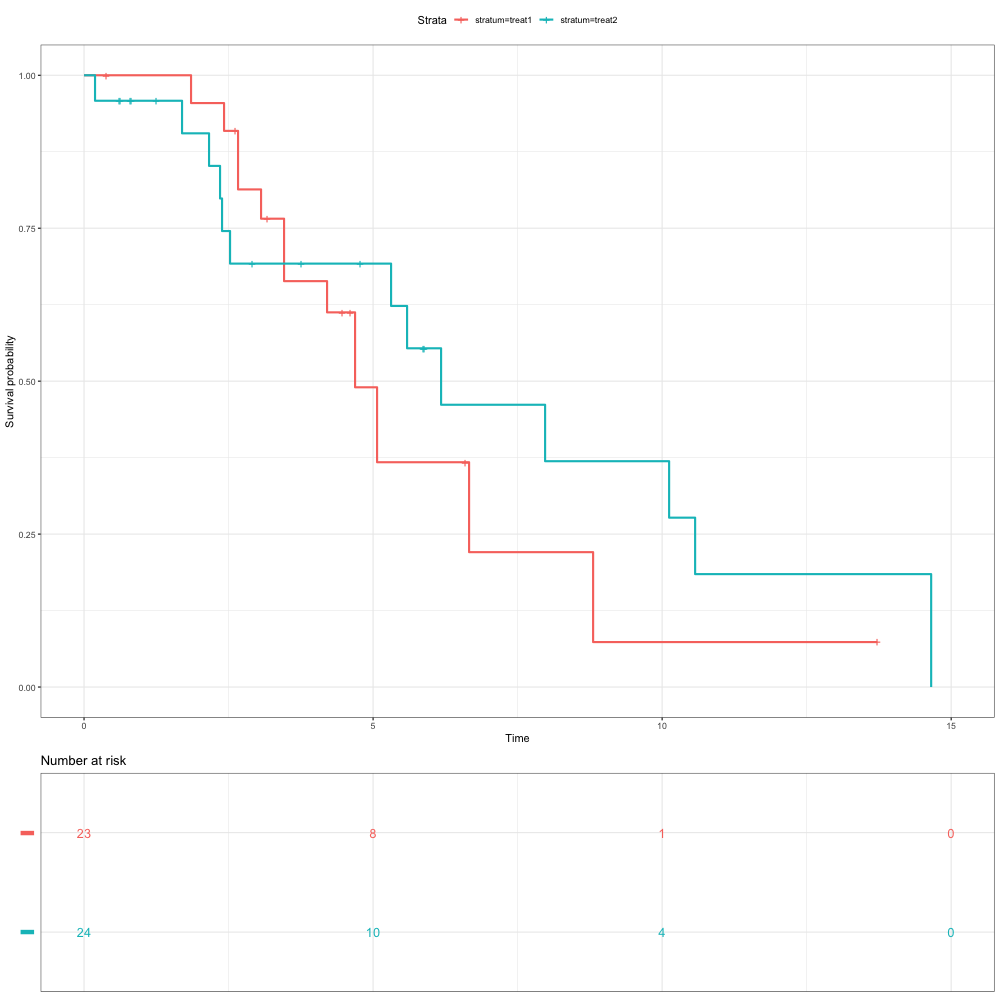 Strata stratum=treat1 stratum=treat2
1.00
0.75
0.50
0.25
0.00
Survival probability
0 5 10 15
Time
Number at risk
23 8 1 0
24 10 4 0